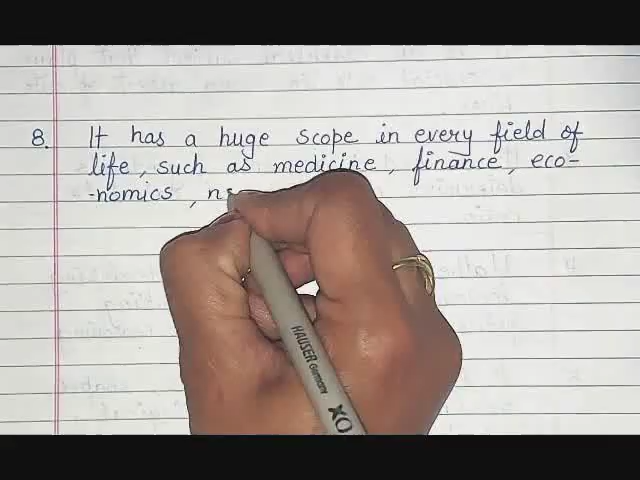 8. It has a huge scope in every field of
life, such as medicine, finance, eco-
-nomics,
HAUSER Germany
XO